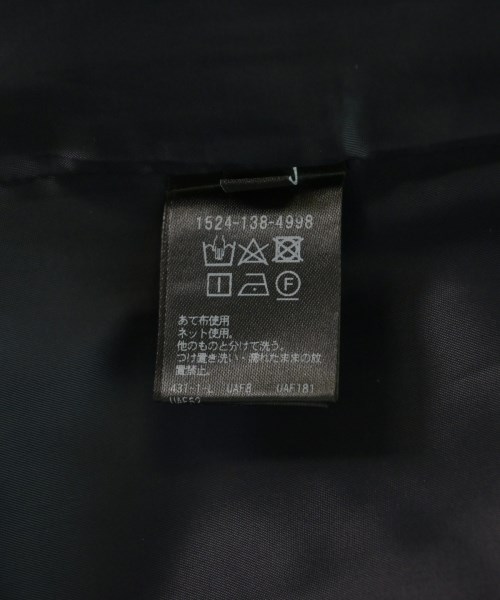 1524-138-4998
F
あて布使用
ネット使用。
他のものと分けて洗う。
つけ置き洗い・濡れたままの放
置禁止。
431-1-L UAF8 UAF181